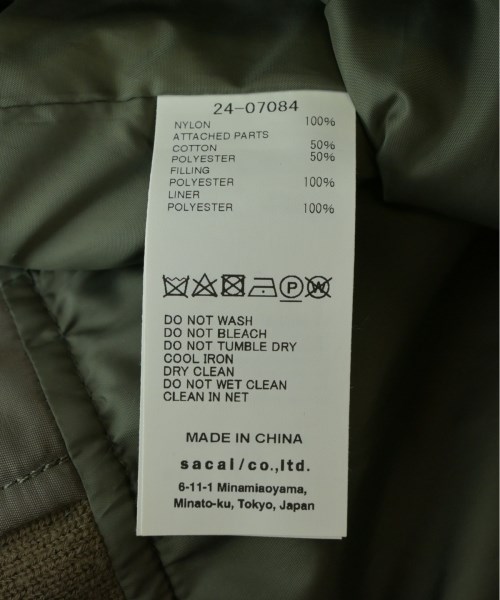 24-07084
NYLON 100%
ATTACHED PARTS
COTTON 50%
POLYESTER 50%
FILLING
POLYESTER 100%
LINER
POLYESTER 100%
P W
DO NOT WASH
DO NOT BLEACH
DO NOT TUMBLE DRY
COOL IRON
DRY CLEAN
DO NOT WET CLEAN
CLEAN IN NET
MADE IN CHINA
sacai/co.,ltd.
6-11-1 Minamiaoyama,
Minato-ku, Tokyo, Japan